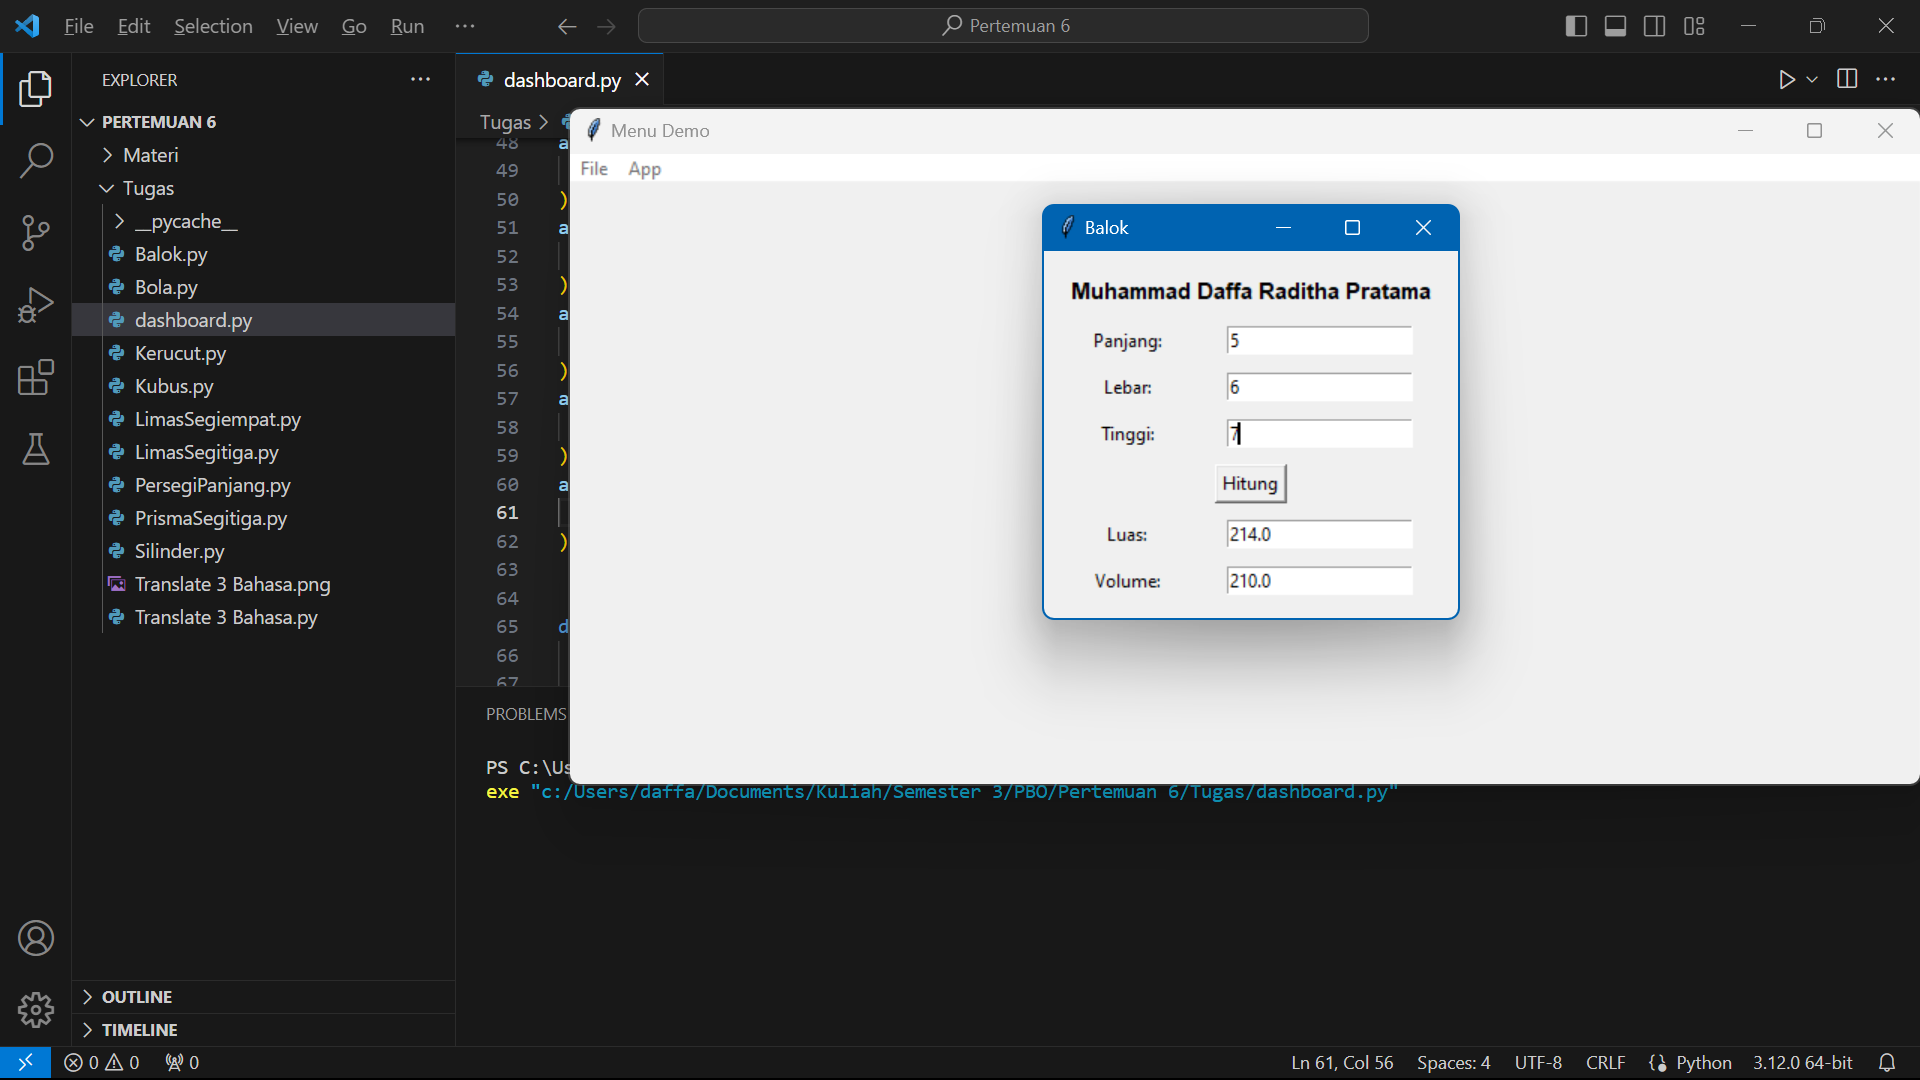 File Edit Selection View Go Run ··· Pertemuan 6
EXPLORER ···
PERTEMUAN 6
Materi
Tugas
__pycache__
Balok.py
Bola.py
dashboard.py
Kerucut.py
Kubus.py
LimasSegiempat.py
LimasSegitiga.py
PersegiPanjang.py
PrismaSegitiga.py
Silinder.py
Translate 3 Bahasa.png
Translate 3 Bahasa.py
OUTLINE
TIMELINE
dashboard.py
Tugas >
48 a
49
50 )
51 a
52
53 )
54 a
55
56 )
57 a
58
59 )
60 a
61
62 )
63
64
65 d
66
67
Menu Demo
File App
Balok
Muhammad Daffa Raditha Pratama
Panjang: 5
Lebar: 6
Tinggi: 7
Hitung
Luas: 214.0
Volume: 210.0
PROBLEMS
PS C:\Us
exe "c:/Users/daffa/Documents/Kuliah/Semester 3/PBO/Pertemuan 6/Tugas/dashboard.py"
0 0 0 Ln 61, Col 56 Spaces: 4 UTF-8 CRLF Python 3.12.0 64-bit